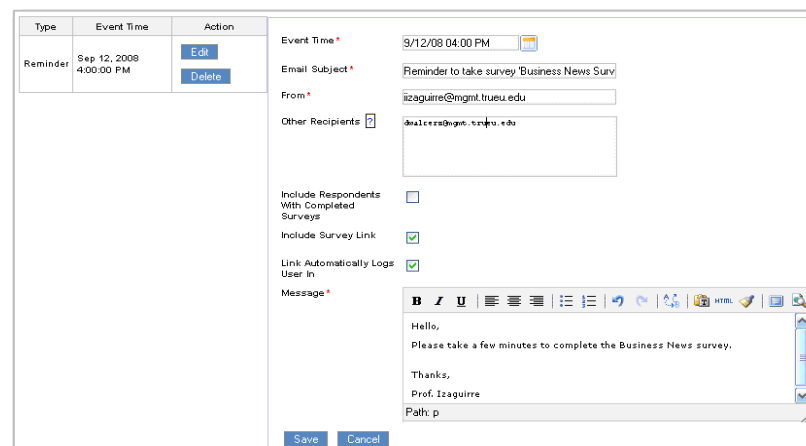 Type Event Time Action
Reminder Sep 12, 2008
4:00:00 PM
Edit
Delete
Event Time*
9/12/08 04:00 PM
Email Subject*
Reminder to take survey 'Business News Surv
From*
iizaguirre@mgmt.trueu.edu
Other Recipients ?
dwalcers@mgmt.trueu.edu
Include Respondents
With Completed
Surveys
Include Survey Link
Link Automatically Logs
User In
Message*
B I U HTML
Hello,
Please take a few minutes to complete the Business News survey.
Thanks,
Prof. Izaguirre
Path: p
Save Cancel